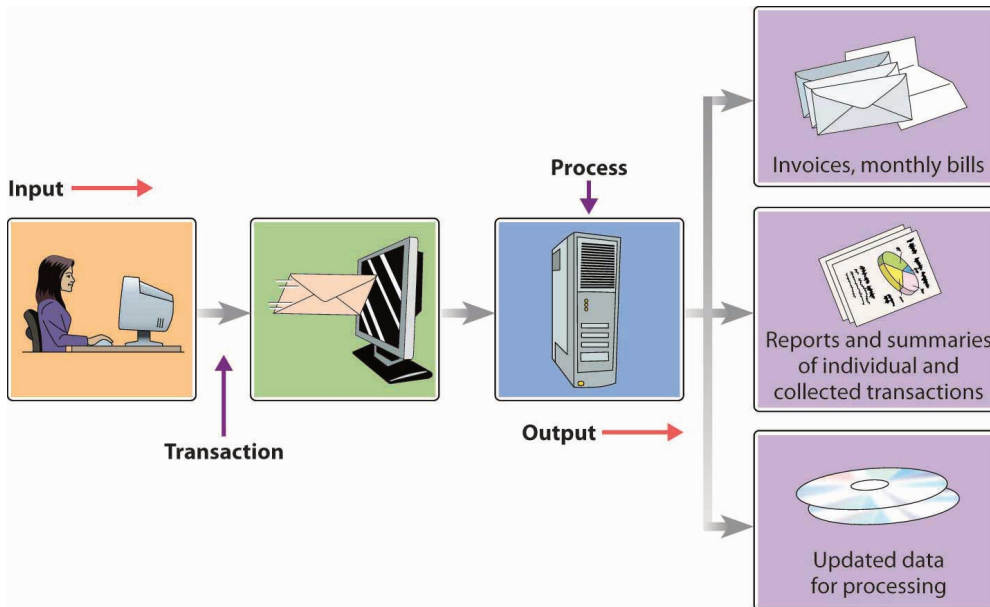 Input
Process
Transaction
Output
Invoices, monthly bills
Reports and summaries
of individual and
collected transactions
Updated data
for processing